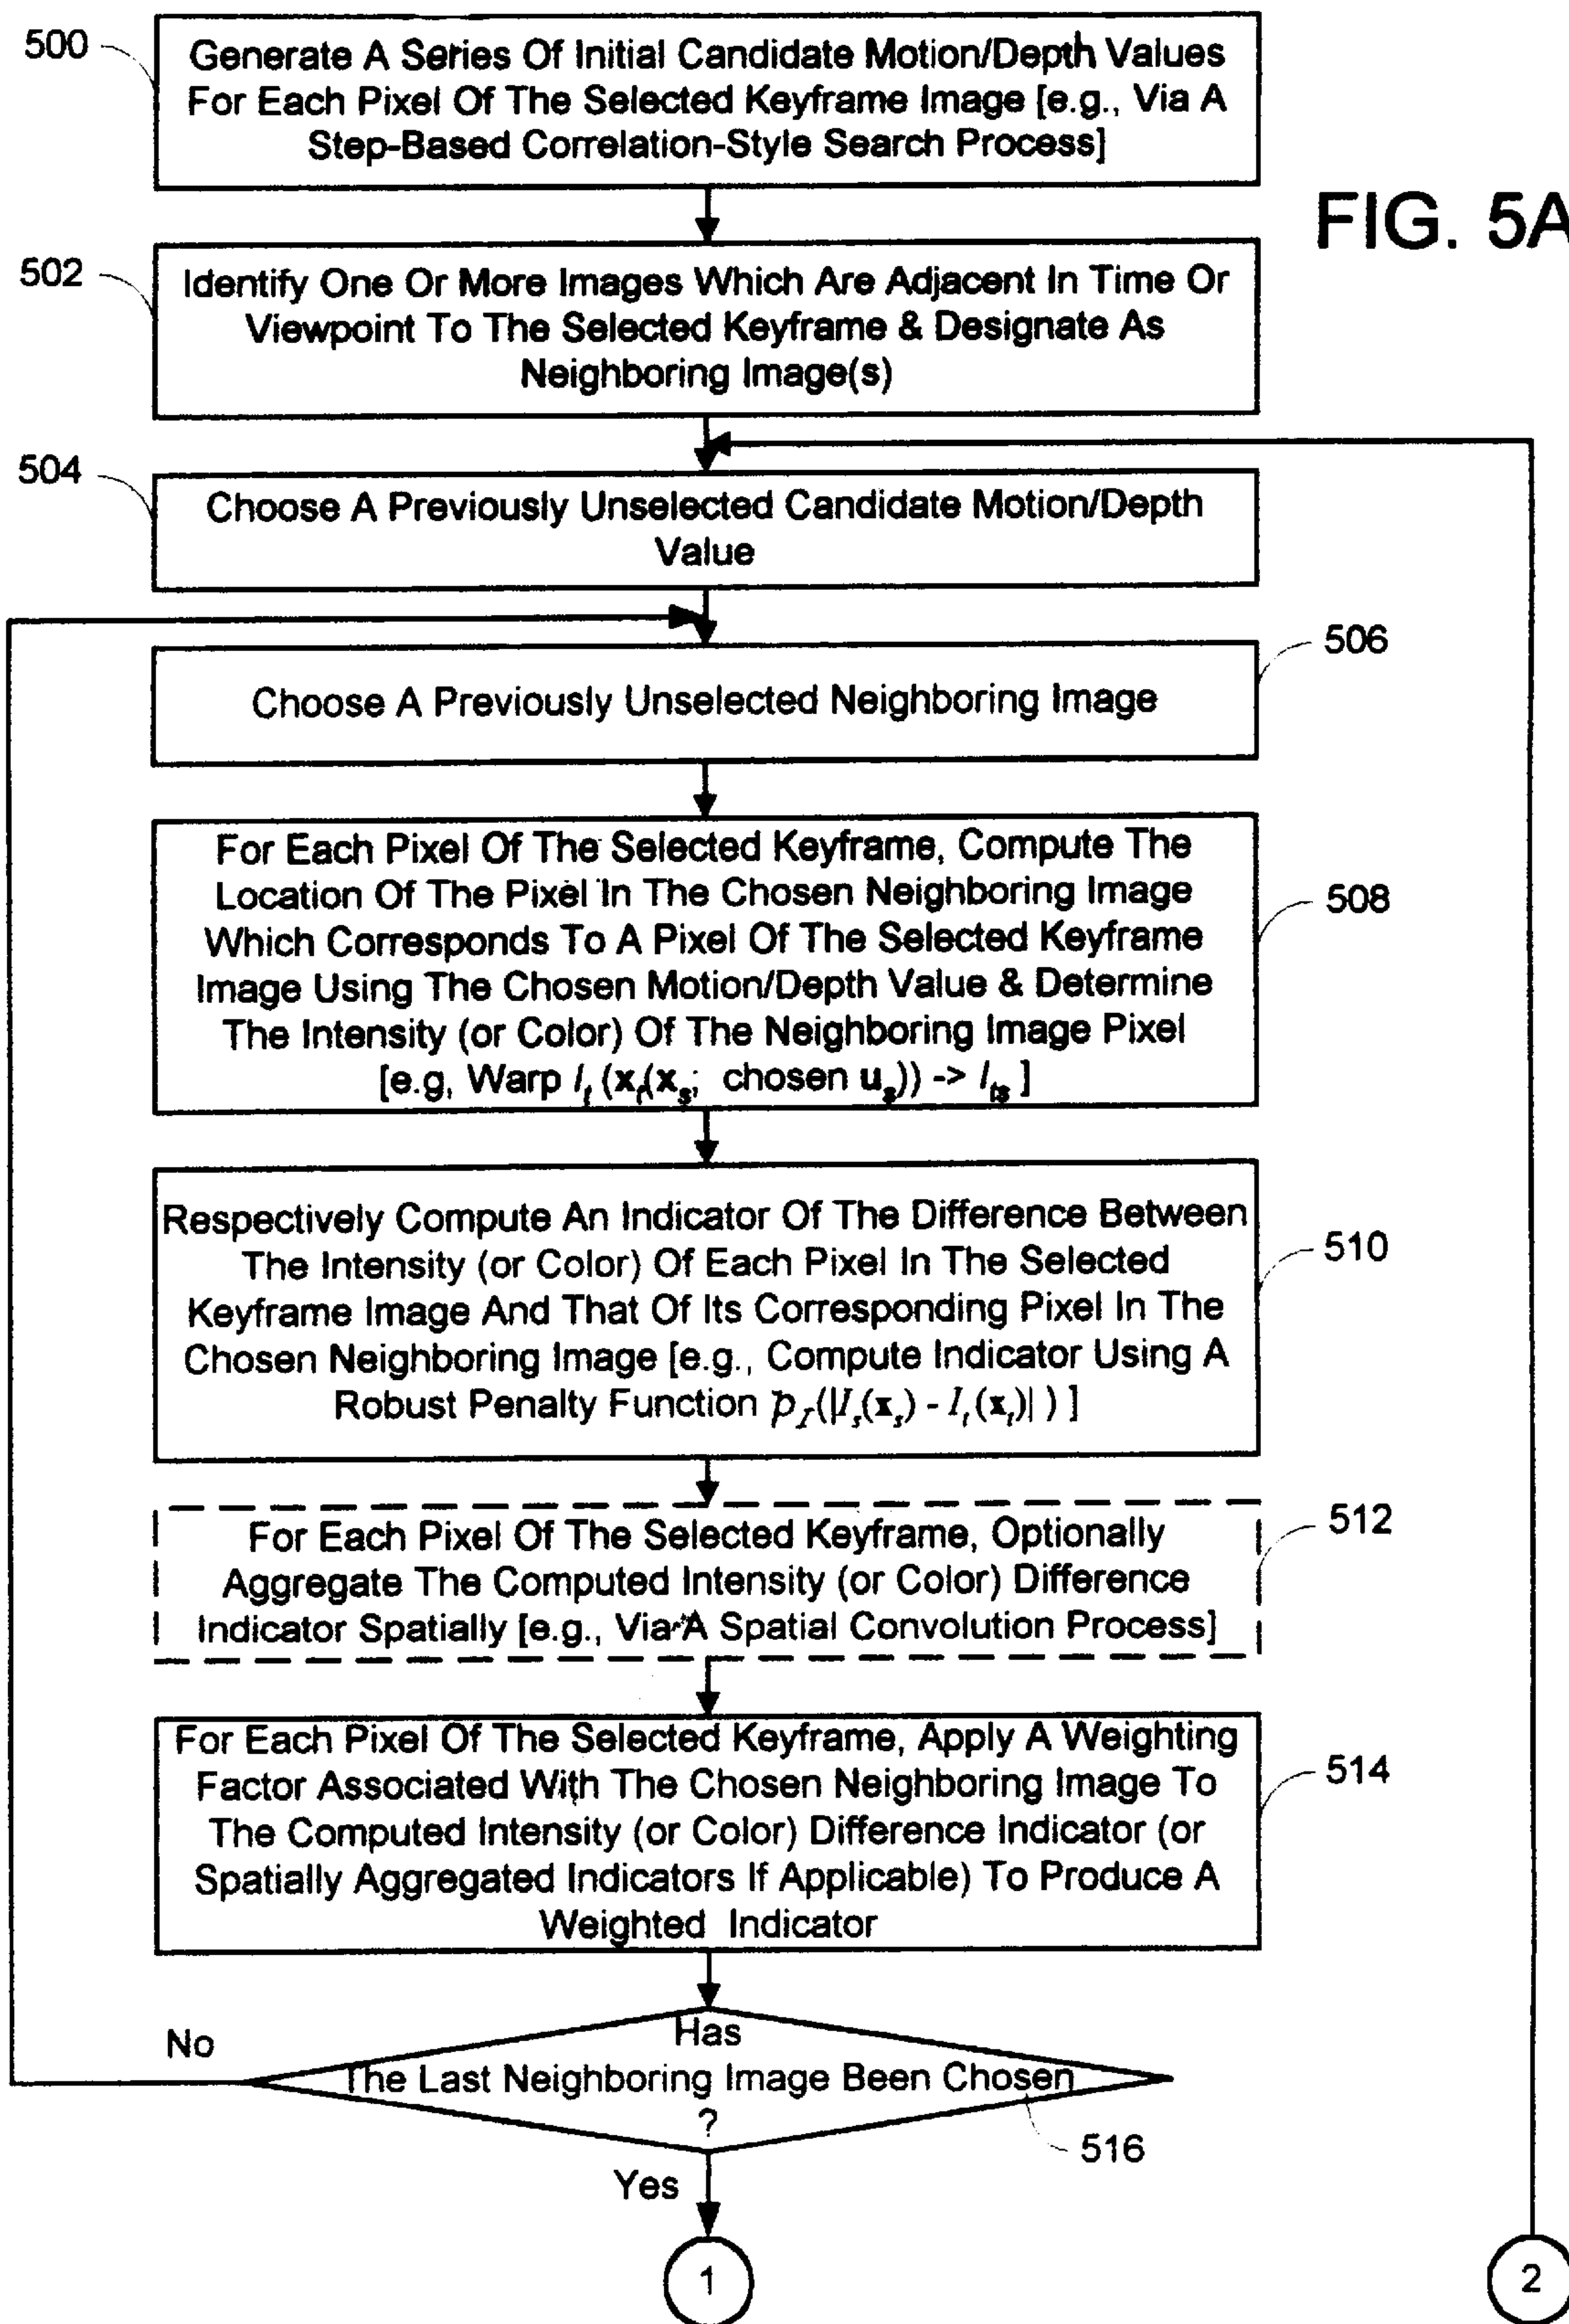 500
Generate A Series Of Initial Candidate Motion/Depth Values
For Each Pixel Of The Selected Keyframe Image [e.g., Via A
Step-Based Correlation-Style Search Process]
FIG. 5A
502
Identify One Or More Images Which Are Adjacent In Time Or
Viewpoint To The Selected Keyframe & Designate As
Neighboring Image(s)
504
Choose A Previously Unselected Candidate Motion/Depth
Value
506
Choose A Previously Unselected Neighboring Image
For Each Pixel Of The Selected Keyframe, Compute The
Location Of The Pixel In The Chosen Neighboring Image
Which Corresponds To A Pixel Of The Selected Keyframe
Image Using The Chosen Motion/Depth Value & Determine
The Intensity (or Color) Of The Neighboring Image Pixel
[e.g, Warp I_t (x_t(x_s; chosen u_s)) -> I_ts ]
508
Respectively Compute An Indicator Of The Difference Between
The Intensity (or Color) Of Each Pixel In The Selected
Keyframe Image And That Of Its Corresponding Pixel In The
Chosen Neighboring Image [e.g., Compute Indicator Using A
Robust Penalty Function p_I(|I_s(x_s) - I_t(x_t)| ) ]
510
For Each Pixel Of The Selected Keyframe, Optionally
Aggregate The Computed Intensity (or Color) Difference
Indicator Spatially [e.g., Via A Spatial Convolution Process]
512
For Each Pixel Of The Selected Keyframe, Apply A Weighting
Factor Associated With The Chosen Neighboring Image To
The Computed Intensity (or Color) Difference Indicator (or
Spatially Aggregated Indicators If Applicable) To Produce A
Weighted Indicator
514
No
Has
The Last Neighboring Image Been Chosen
?
516
Yes
1
2